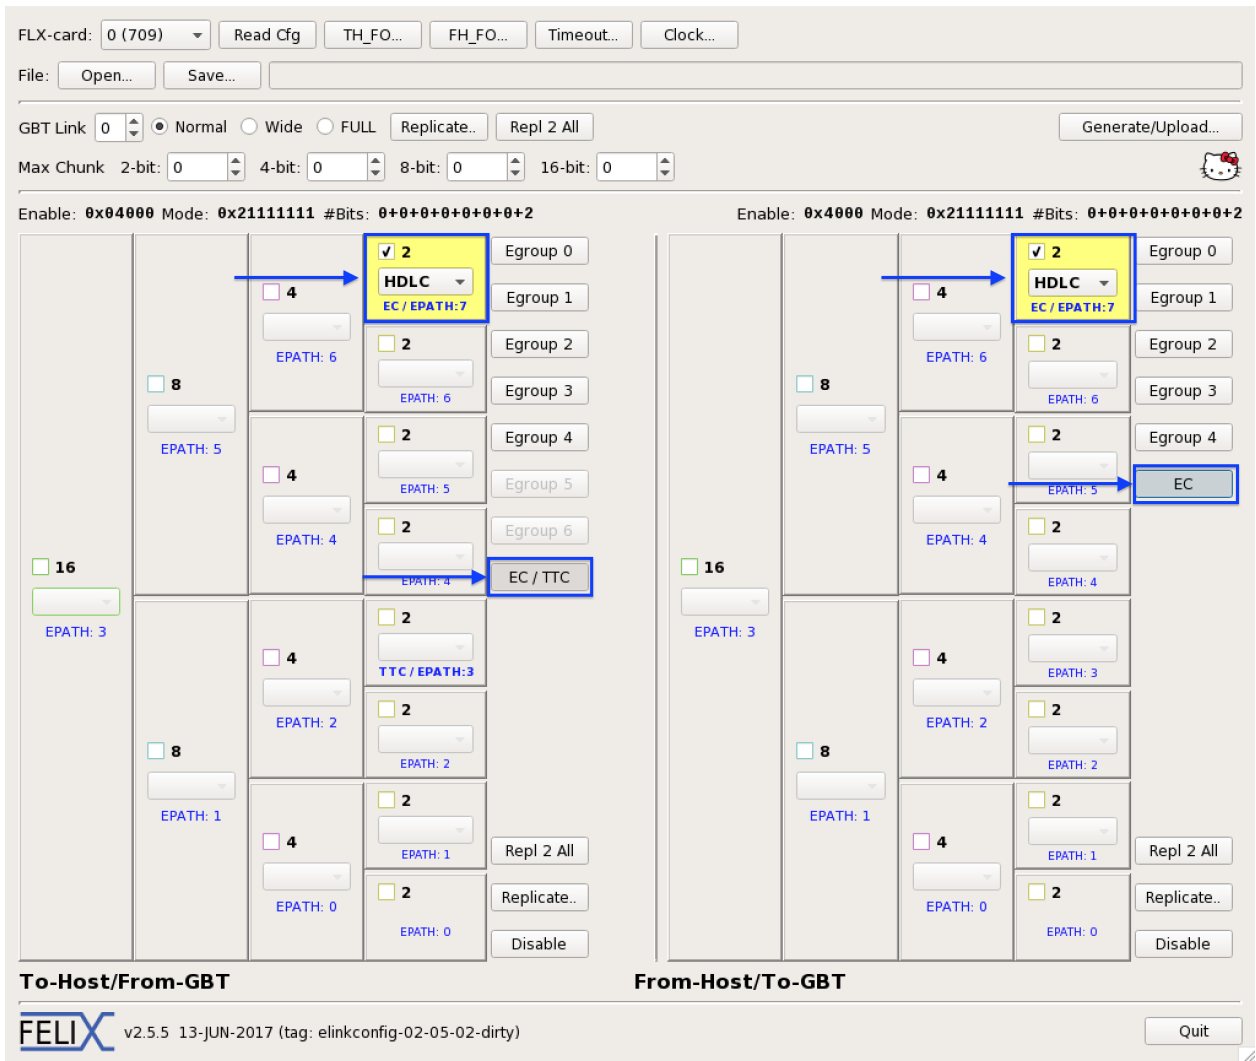 FLX-card: 0 (709) Read Cfg TH_FO... FH_FO... Timeout... Clock...
File: Open... Save...
GBT Link 0 Normal Wide FULL Replicate.. Repl 2 All Generate/Upload...
Max Chunk 2-bit: 0 4-bit: 0 8-bit: 0 16-bit: 0
Enable: 0x04000 Mode: 0x21111111 #Bits: 0+0+0+0+0+0+0+2
Enable: 0x4000 Mode: 0x21111111 #Bits: 0+0+0+0+0+0+0+2
16
EPATH: 3
8
EPATH: 5
8
EPATH: 1
4
EPATH: 6
4
EPATH: 4
4
EPATH: 2
4
EPATH: 0
2
HDLC
EC / EPATH:7
2
EPATH: 6
2
EPATH: 5
2
EPATH: 4
2
TTC / EPATH:3
2
EPATH: 2
2
EPATH: 1
2
EPATH: 0
Egroup 0
Egroup 1
Egroup 2
Egroup 3
Egroup 4
Egroup 5
Egroup 6
EC / TTC
Repl 2 All
Replicate..
Disable
16
EPATH: 3
8
EPATH: 5
8
EPATH: 1
4
EPATH: 6
4
EPATH: 4
4
EPATH: 2
4
EPATH: 0
2
HDLC
EC / EPATH:7
2
EPATH: 6
2
EPATH: 5
2
EPATH: 4
2
EPATH: 3
2
EPATH: 2
2
EPATH: 1
2
EPATH: 0
Egroup 0
Egroup 1
Egroup 2
Egroup 3
Egroup 4
EC
Repl 2 All
Replicate..
Disable
To-Host/From-GBT
From-Host/To-GBT
FELIX v2.5.5 13-JUN-2017 (tag: elinkconfig-02-05-02-dirty) Quit